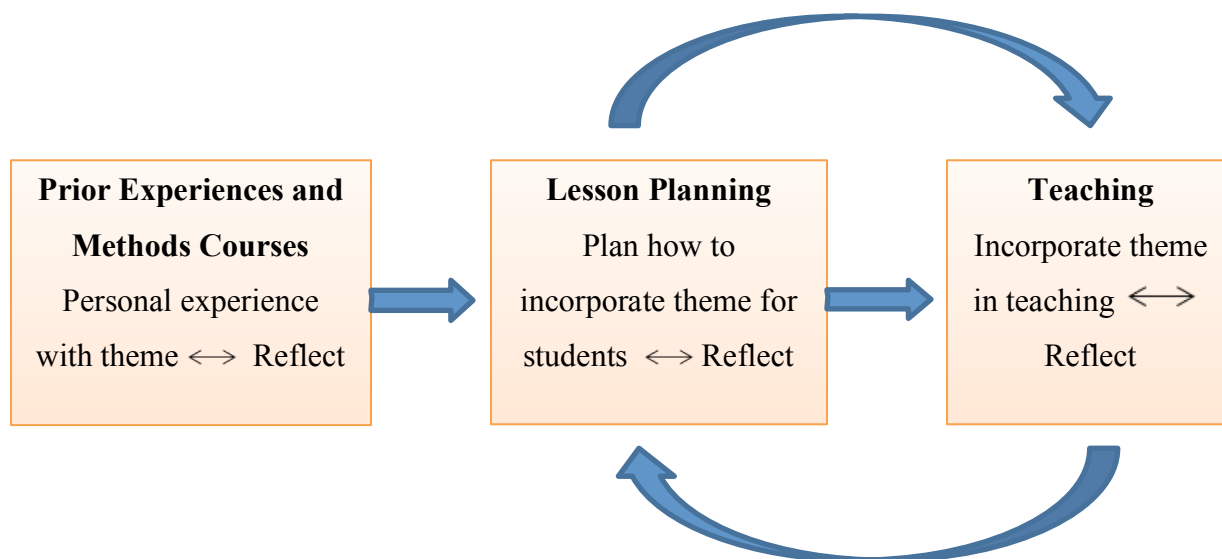 Prior Experiences and
Methods Courses
Personal experience
with theme ⟷ Reflect
Lesson Planning
Plan how to
incorporate theme for
students ⟷ Reflect
Teaching
Incorporate theme
in teaching ⟷
Reflect